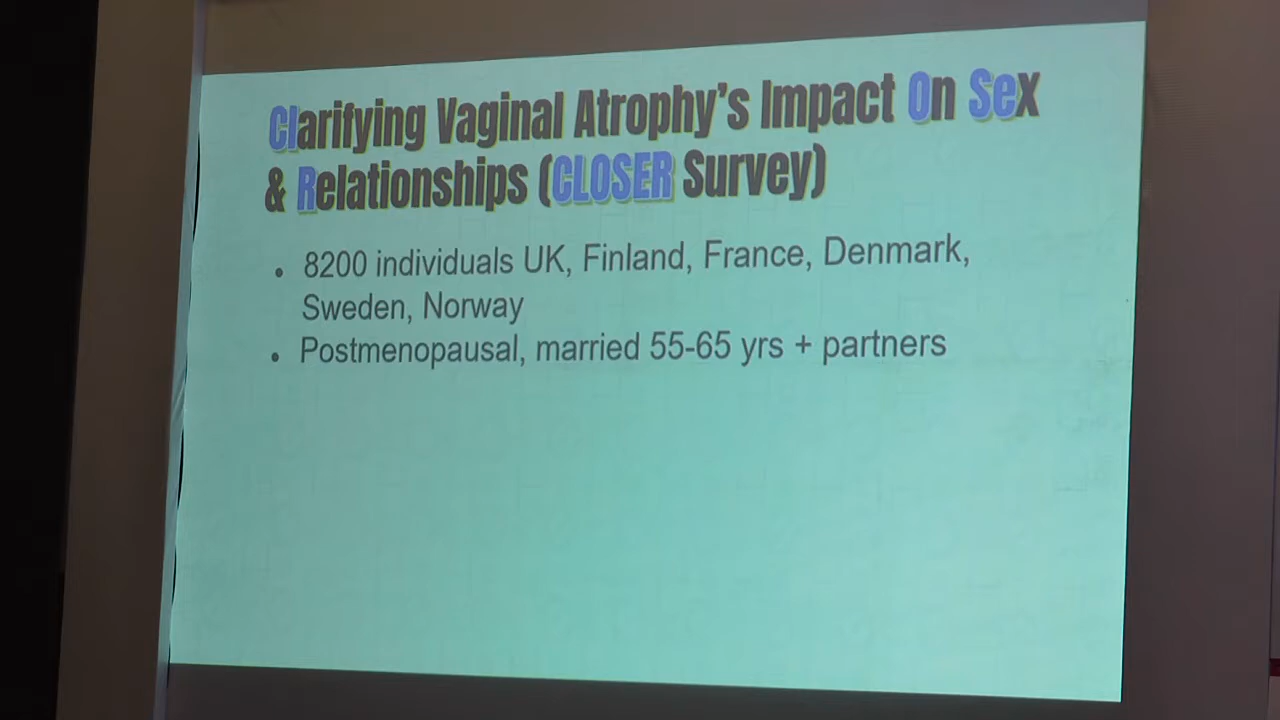 Clarifying Vaginal Atrophy's Impact On Sex
& Relationships (CLOSER Survey)
• 8200 individuals UK, Finland, France, Denmark,
Sweden, Norway
• Postmenopausal, married 55-65 yrs + partners